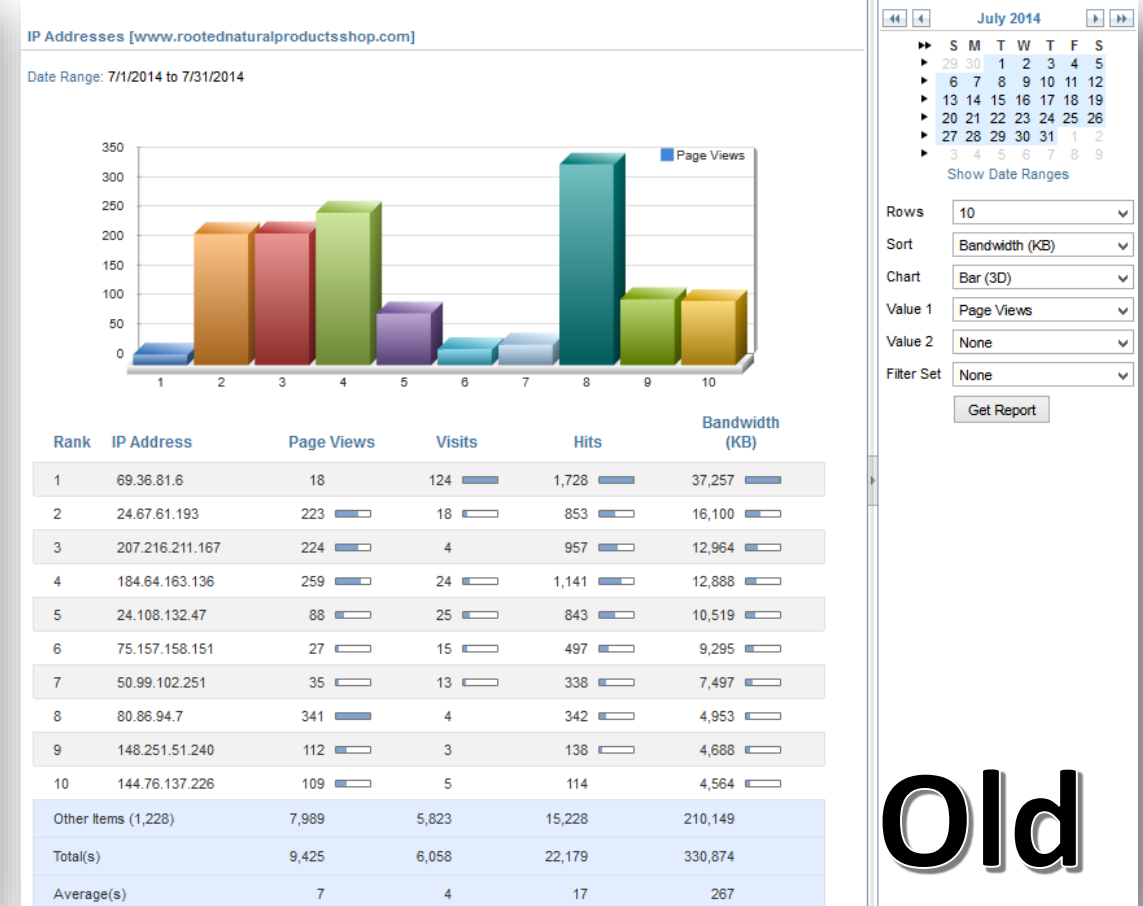 IP Addresses [www.rootednaturalproductsshop.com]
Date Range: 7/1/2014 to 7/31/2014
350
300
250
200
150
100
50
0
Page Views
1 2 3 4 5 6 7 8 9 10
Rank IP Address Page Views Visits Hits Bandwidth (KB)
1 69.36.81.6 18 124 1,728 37,257
2 24.67.61.193 223 18 853 16,100
3 207.216.211.167 224 4 957 12,964
4 184.64.163.136 259 24 1,141 12,888
5 24.108.132.47 88 25 843 10,519
6 75.157.158.151 27 15 497 9,295
7 50.99.102.251 35 13 338 7,497
8 80.86.94.7 341 4 342 4,953
9 148.251.51.240 112 3 138 4,688
10 144.76.137.226 109 5 114 4,564
Other Items (1,228) 7,989 5,823 15,228 210,149
Total(s) 9,425 6,058 22,179 330,874
Average(s) 7 4 17 267
July 2014
S M T W T F S
29 30 1 2 3 4 5
6 7 8 9 10 11 12
13 14 15 16 17 18 19
20 21 22 23 24 25 26
27 28 29 30 31 1 2
3 4 5 6 7 8 9
Show Date Ranges
Rows 10
Sort Bandwidth (KB)
Chart Bar (3D)
Value 1 Page Views
Value 2 None
Filter Set None
Get Report
Old